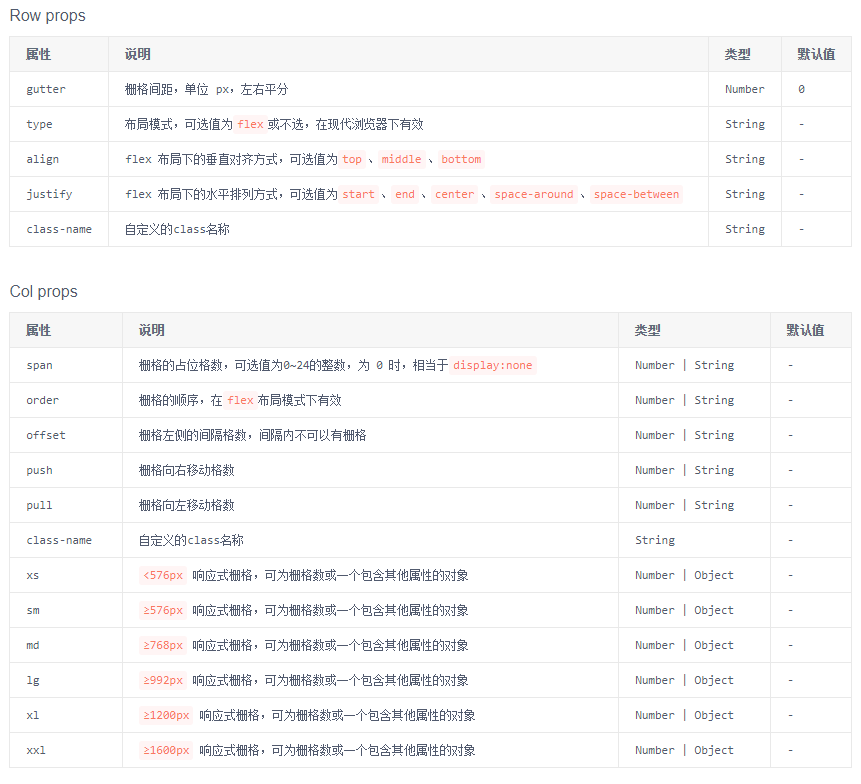 Row props
属性 说明 类型 默认值
gutter 栅格间距，单位 px，左右平分 Number 0
type 布局模式，可选值为 flex 或不选，在现代浏览器下有效 String -
align flex 布局下的垂直对齐方式，可选值为 top 、 middle 、 bottom String -
justify flex 布局下的水平排列方式，可选值为 start 、 end 、 center 、 space-around 、 space-between String -
class-name 自定义的class名称 String -
Col props
属性 说明 类型 默认值
span 栅格的占位格数，可选值为0~24的整数，为 0 时，相当于 display:none Number | String -
order 栅格的顺序，在 flex 布局模式下有效 Number | String -
offset 栅格左侧的间隔格数，间隔内不可以有栅格 Number | String -
push 栅格向右移动格数 Number | String -
pull 栅格向左移动格数 Number | String -
class-name 自定义的class名称 String -
xs <576px 响应式栅格，可为栅格数或一个包含其他属性的对象 Number | Object -
sm ≥576px 响应式栅格，可为栅格数或一个包含其他属性的对象 Number | Object -
md ≥768px 响应式栅格，可为栅格数或一个包含其他属性的对象 Number | Object -
lg ≥992px 响应式栅格，可为栅格数或一个包含其他属性的对象 Number | Object -
xl ≥1200px 响应式栅格，可为栅格数或一个包含其他属性的对象 Number | Object -
xxl ≥1600px 响应式栅格，可为栅格数或一个包含其他属性的对象 Number | Object -